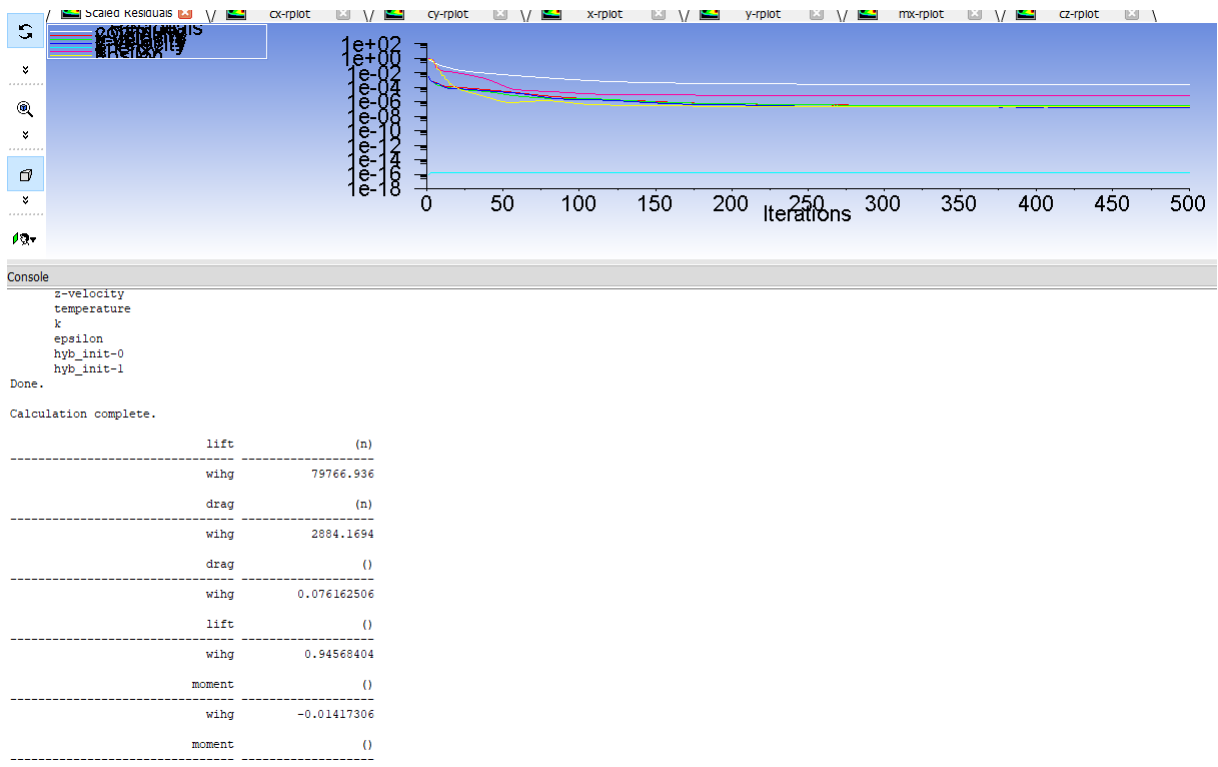 Scaled Residuals cx-rplot cy-rplot x-rplot y-rplot mx-rplot cz-rplot
1e+02
1e+00
1e-02
1e-04
1e-06
1e-08
1e-10
1e-12
1e-14
1e-16
1e-18
0 50 100 150 200 250 300 350 400 450 500
Iterations
Console
z-velocity
temperature
k
epsilon
hyb_init-0
hyb_init-1
Done.
Calculation complete.
lift (n)
-------------------------------- -------------------
wihg 79766.936
drag (n)
-------------------------------- -------------------
wihg 2884.1694
drag ()
-------------------------------- -------------------
wihg 0.076162506
lift ()
-------------------------------- -------------------
wihg 0.94568404
moment ()
-------------------------------- -------------------
wihg -0.01417306
moment ()
-------------------------------- -------------------